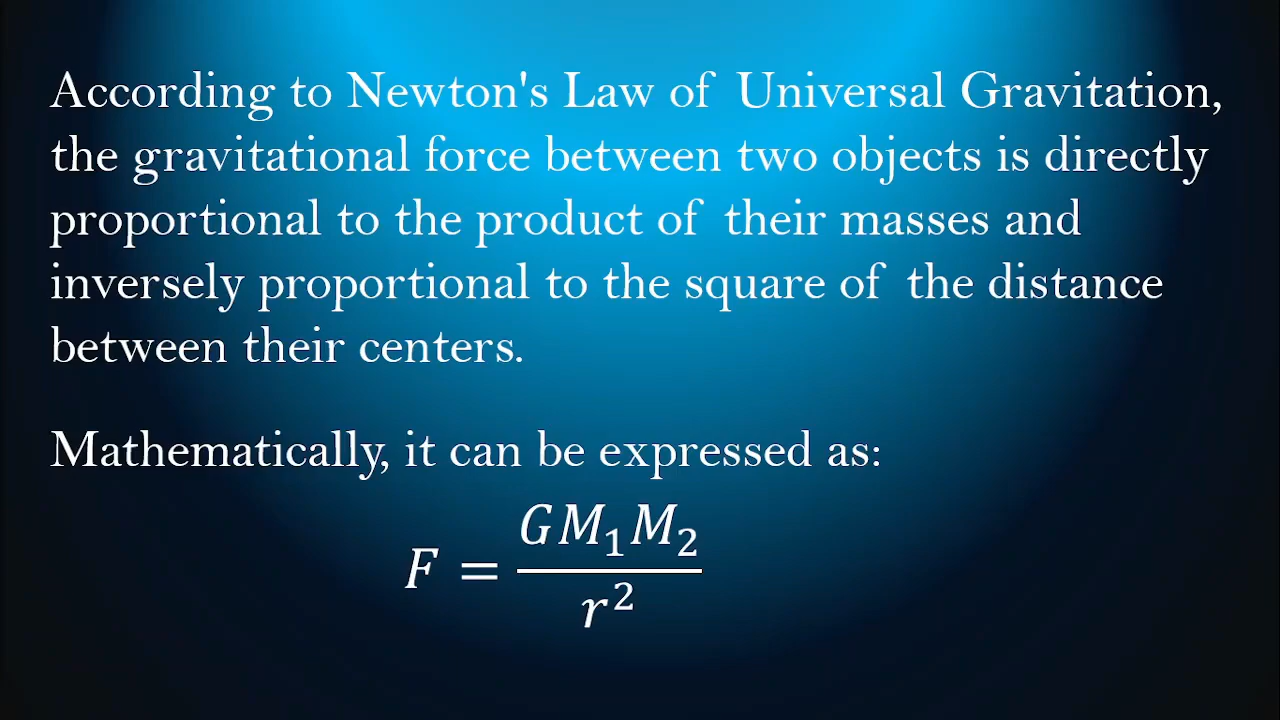 According to Newton's Law of Universal Gravitation,
the gravitational force between two objects is directly
proportional to the product of their masses and
inversely proportional to the square of the distance
between their centers.
Mathematically, it can be expressed as:
F = GM₁M₂ / r²